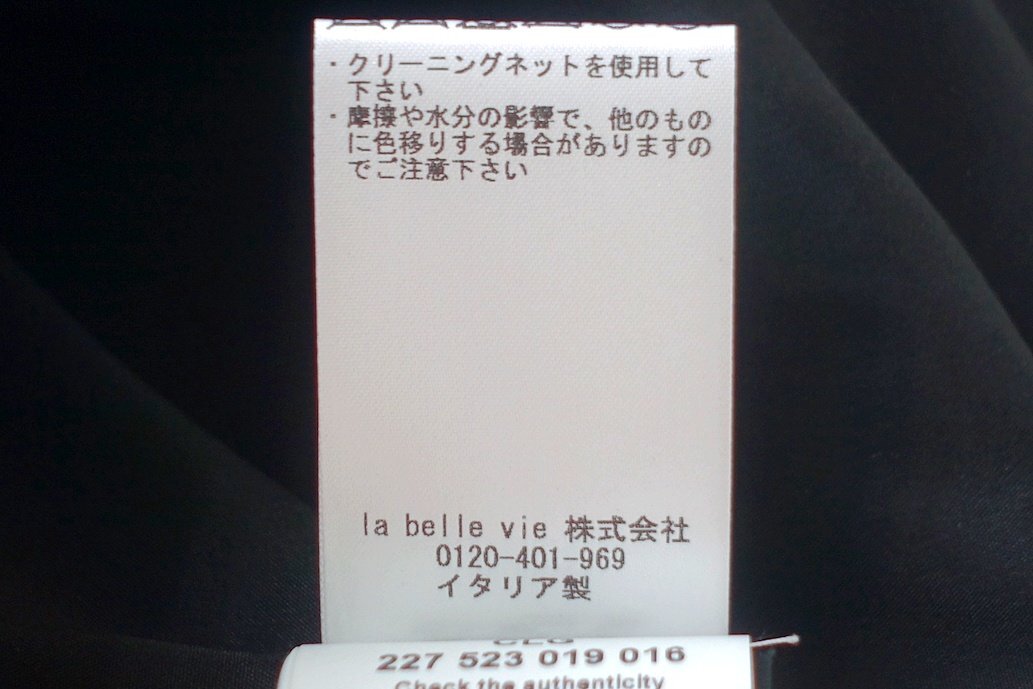 ・クリーニングネットを使用して
下さい
・摩擦や水分の影響で、他のもの
に色移りする場合がありますの
でご注意下さい
la belle vie 株式会社
0120-401-969
イタリア製
227 523 019 016
Check the authenticity